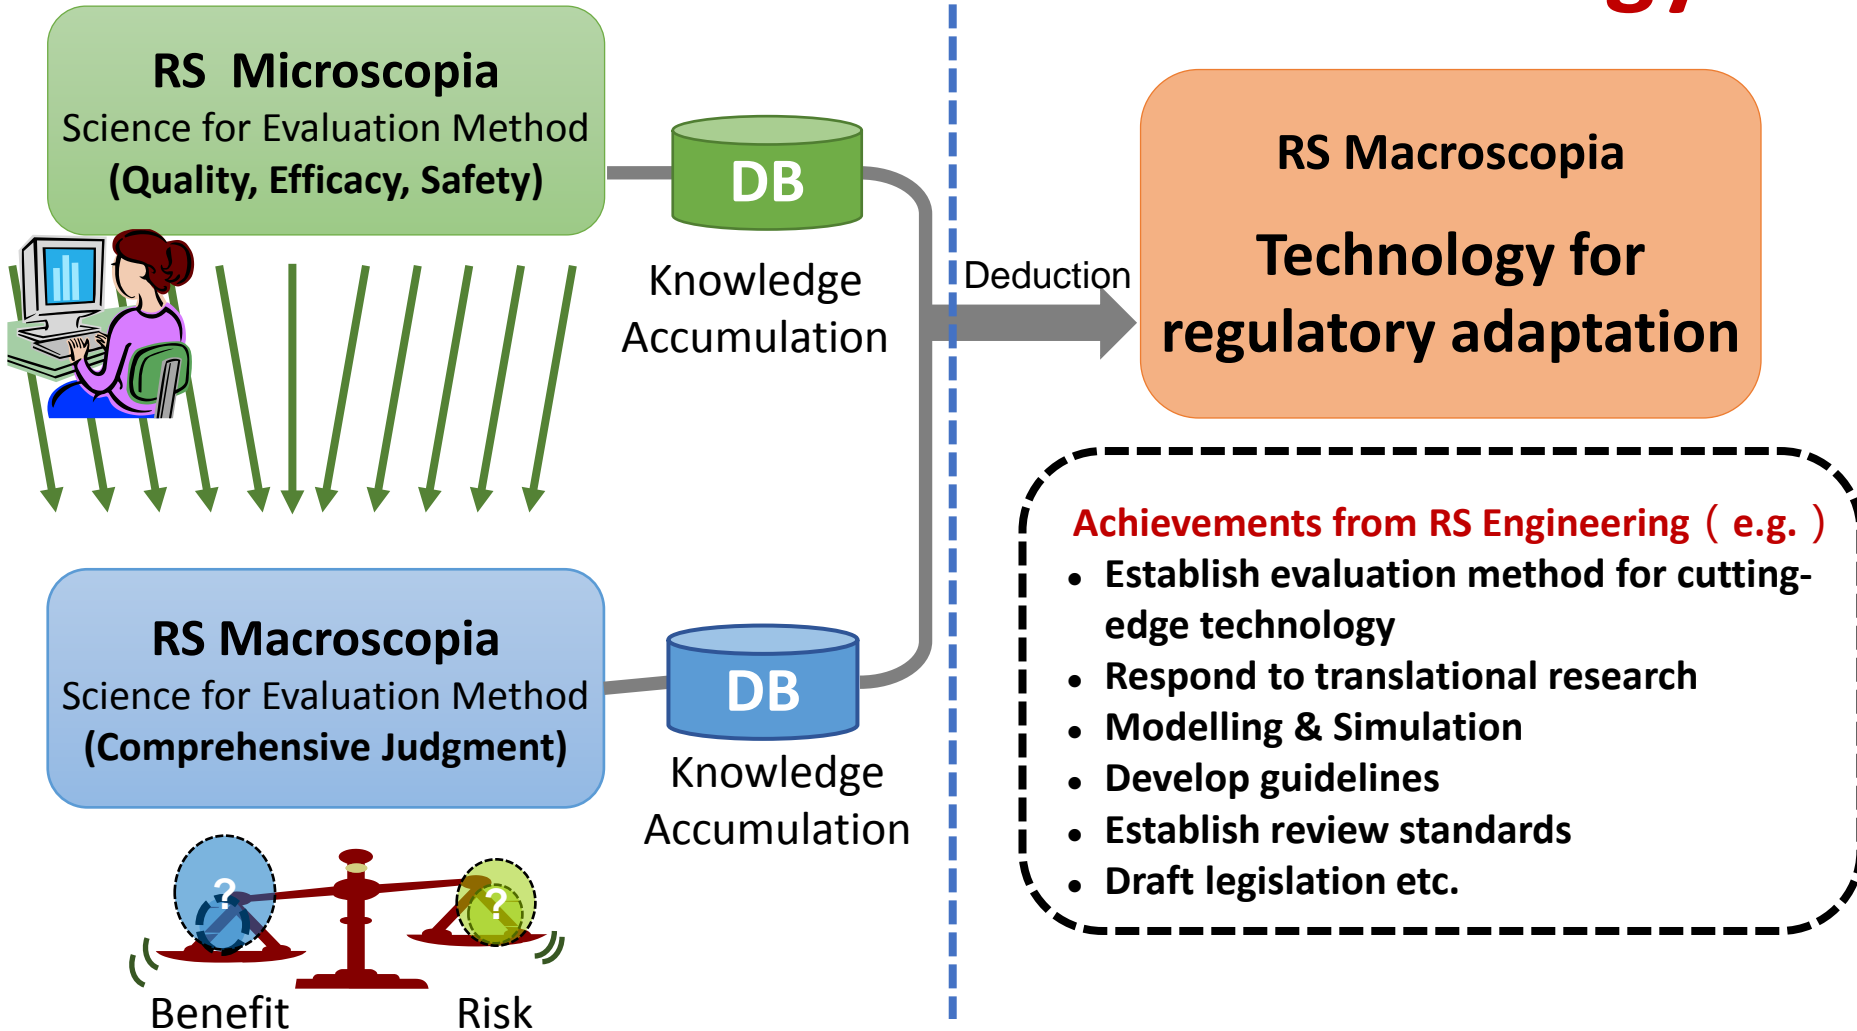 RS Microscopia
Science for Evaluation Method
(Quality, Efficacy, Safety)
DB
Knowledge
Accumulation
RS Macroscopia
Science for Evaluation Method
(Comprehensive Judgment)
DB
Knowledge
Accumulation
?
?
Benefit
Risk
Deduction
RS Macroscopia
Technology for
regulatory adaptation
Achievements from RS Engineering ( e.g. )
• Establish evaluation method for cutting-
edge technology
• Respond to translational research
• Modelling & Simulation
• Develop guidelines
• Establish review standards
• Draft legislation etc.